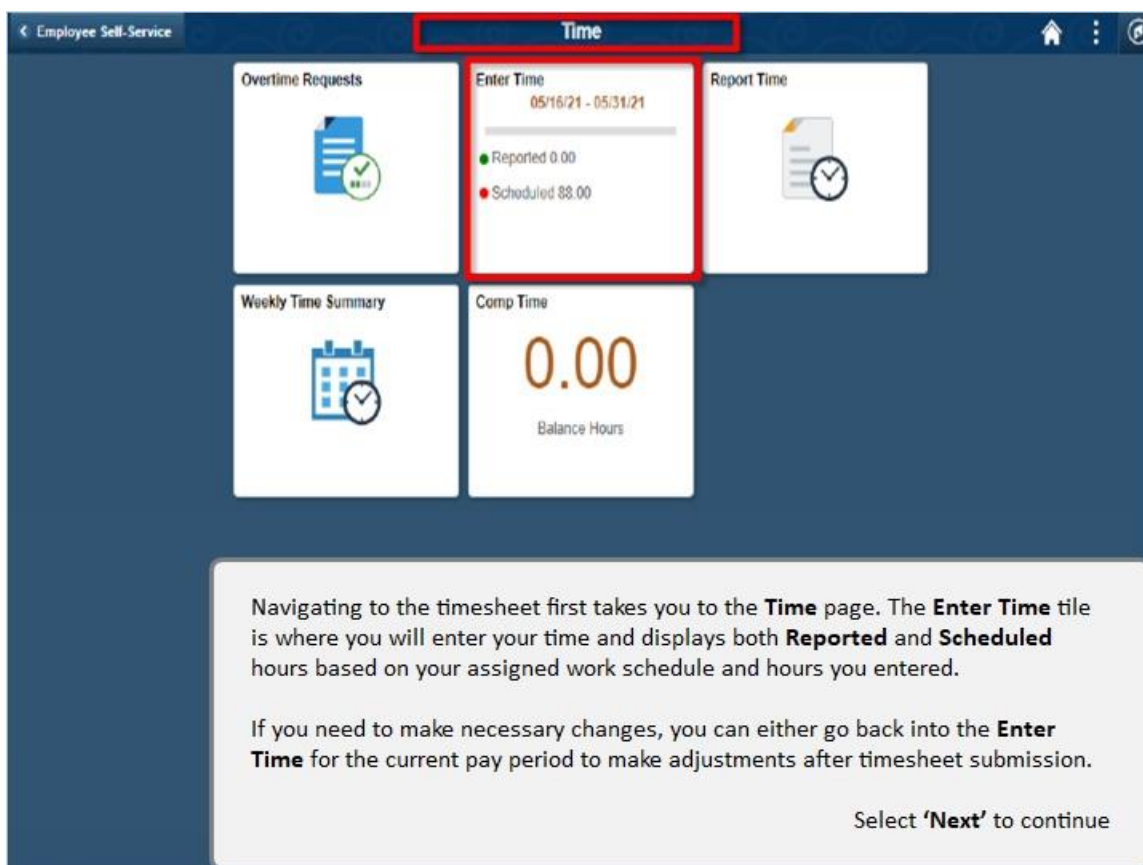 Employee Self-Service
Time
Overtime Requests
Enter Time
05/16/21 - 05/31/21
Reported 0.00
Scheduled 88.00
Report Time
Weekly Time Summary
Comp Time
0.00
Balance Hours
Navigating to the timesheet first takes you to the Time page. The Enter Time tile
is where you will enter your time and displays both Reported and Scheduled
hours based on your assigned work schedule and hours you entered.
If you need to make necessary changes, you can either go back into the Enter
Time for the current pay period to make adjustments after timesheet submission.
Select ‘Next’ to continue